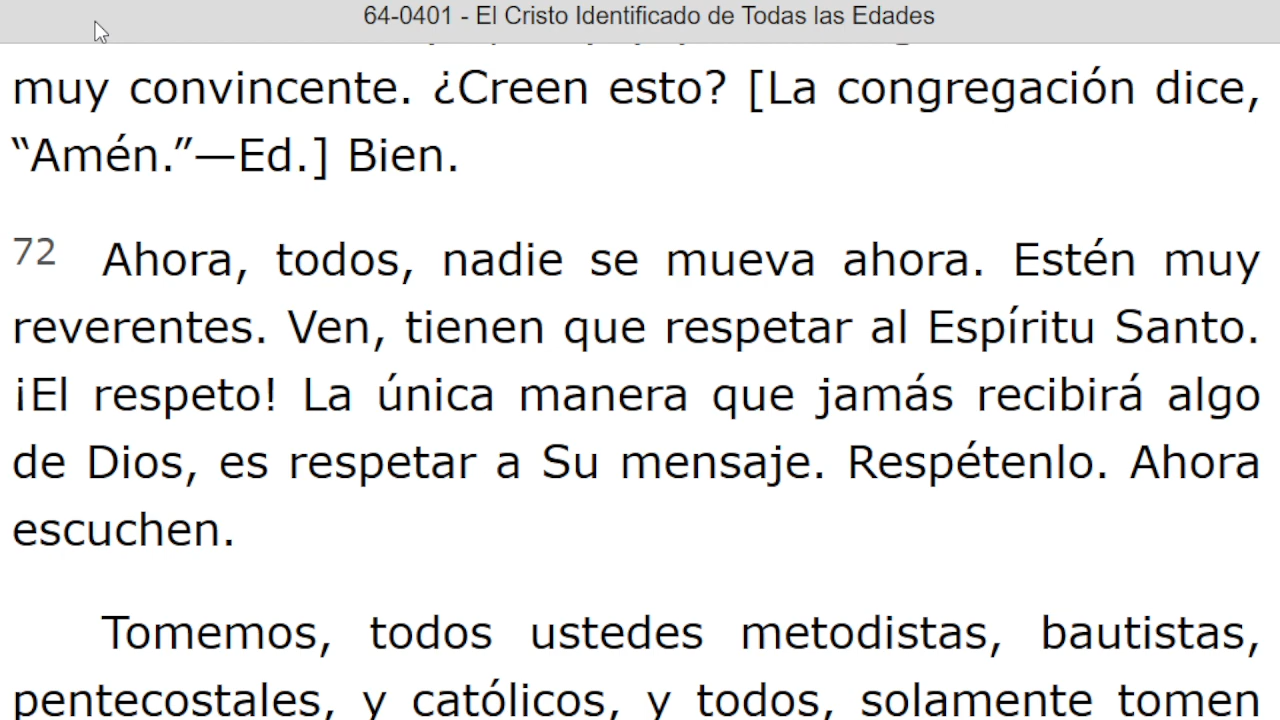 64-0401 - El Cristo Identificado de Todas las Edades
muy convincente. ¿Creen esto? [La congregación dice,
“Amén.”—Ed.] Bien.
72 Ahora, todos, nadie se mueva ahora. Estén muy
reverentes. Ven, tienen que respetar al Espíritu Santo.
¡El respeto! La única manera que jamás recibirá algo
de Dios, es respetar a Su mensaje. Respétenlo. Ahora
escuchen.
Tomemos, todos ustedes metodistas, bautistas,
pentecostales, y católicos, y todos, solamente tomen